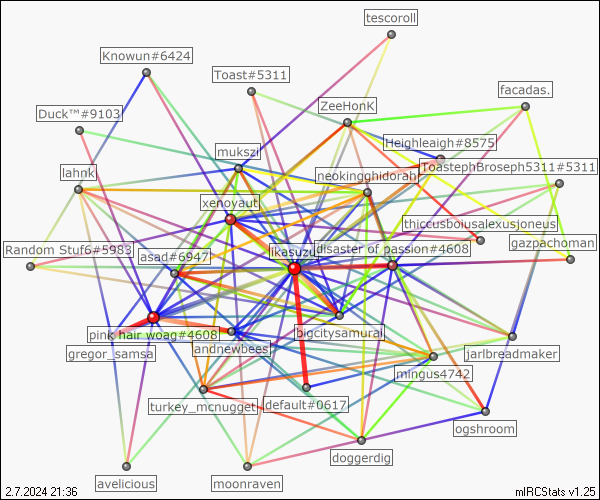 tescoroll
Knowun#6424
Toast#5311
facadas.
ZeeHonK
Duck™#9103
Heighleagh#8575
mukszi
ToastephBroseph5311#5311
lahnk
neokingghidorah
xenoyaut
thiccusbousalexusjoneus
gazpachoman
Random Stuf6#5983
asad#6947
Ikasuzu
disaster of passion#4608
bigcitysamurai
pink hair woag#4608
andnewbees
gregor_samsa
jarlbreadmaker
mingus4742
turkey_mcnugget
default#0617
ogshroom
doggerdig
avelicious
moonraven
2.7.2024 21:36
mIRCStats v1.25